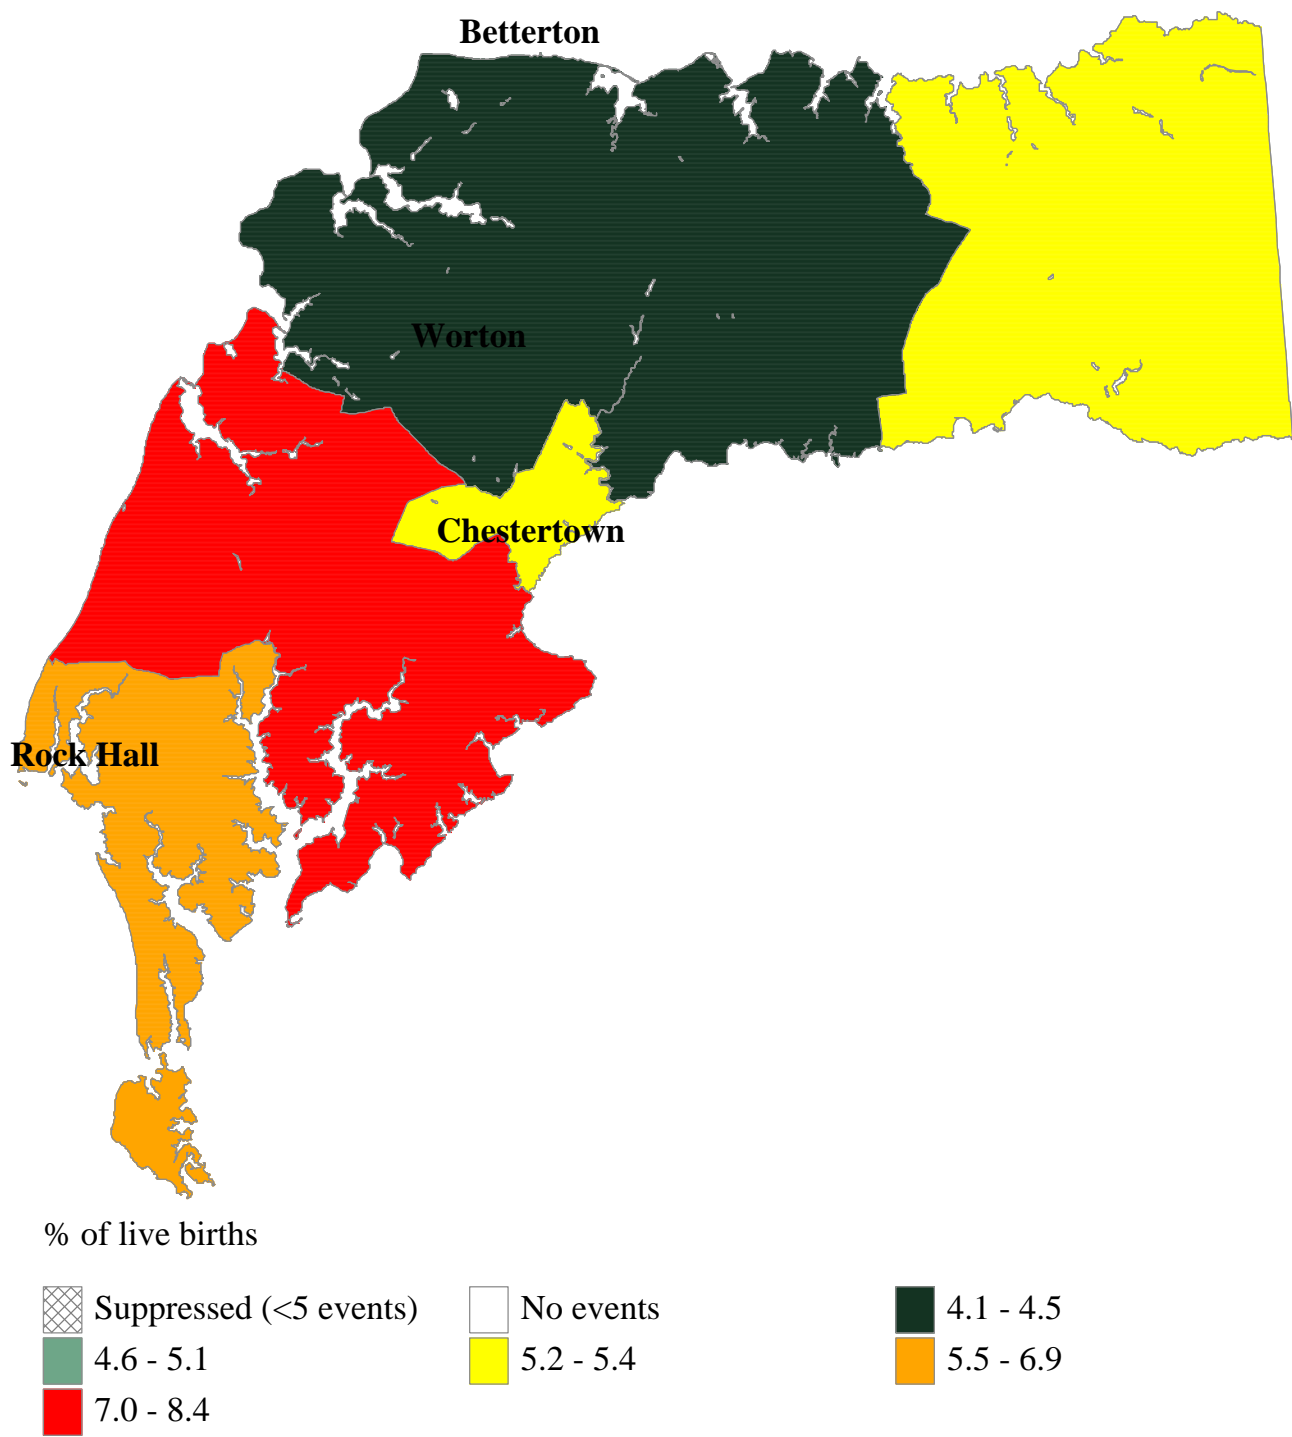 Betterton
Worton
Chestertown
Rock Hall
% of live births
Suppressed (<5 events)
No events
4.1 - 4.5
4.6 - 5.1
5.2 - 5.4
5.5 - 6.9
7.0 - 8.4